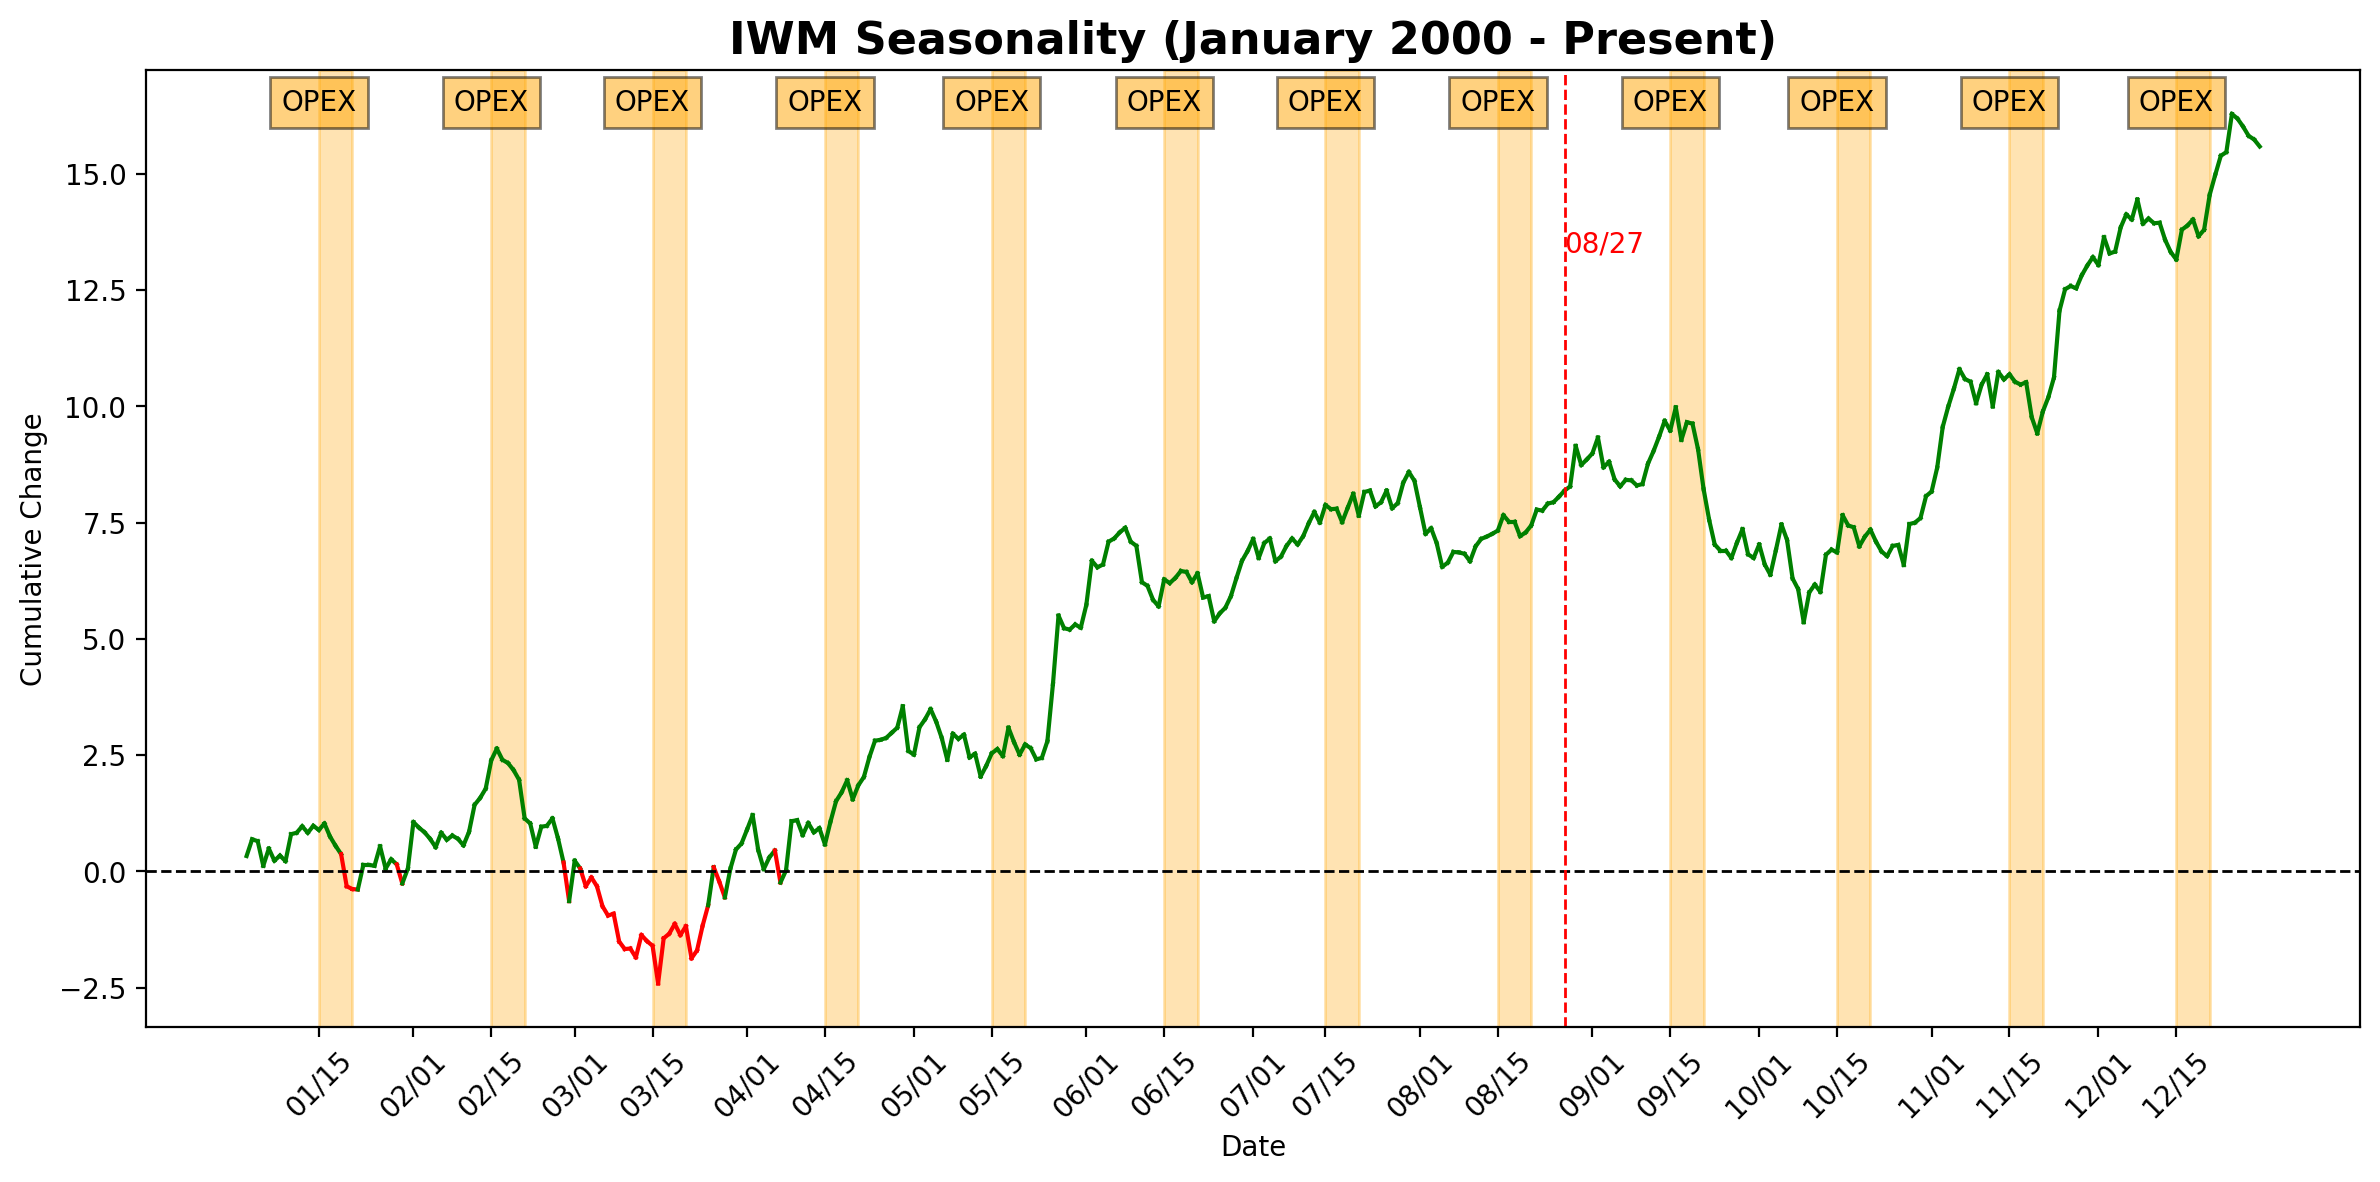 IWM Seasonality (January 2000 - Present)
OPEX OPEX OPEX OPEX OPEX OPEX OPEX OPEX OPEX OPEX OPEX OPEX
08/27
Cumulative Change
15.0
12.5
10.0
7.5
5.0
2.5
0.0
−2.5
01/15 02/01 02/15 03/01 03/15 04/01 04/15 05/01 05/15 06/01 06/15 07/01 07/15 08/01 08/15 09/01 09/15 10/01 10/15 11/01 11/15 12/01 12/15
Date